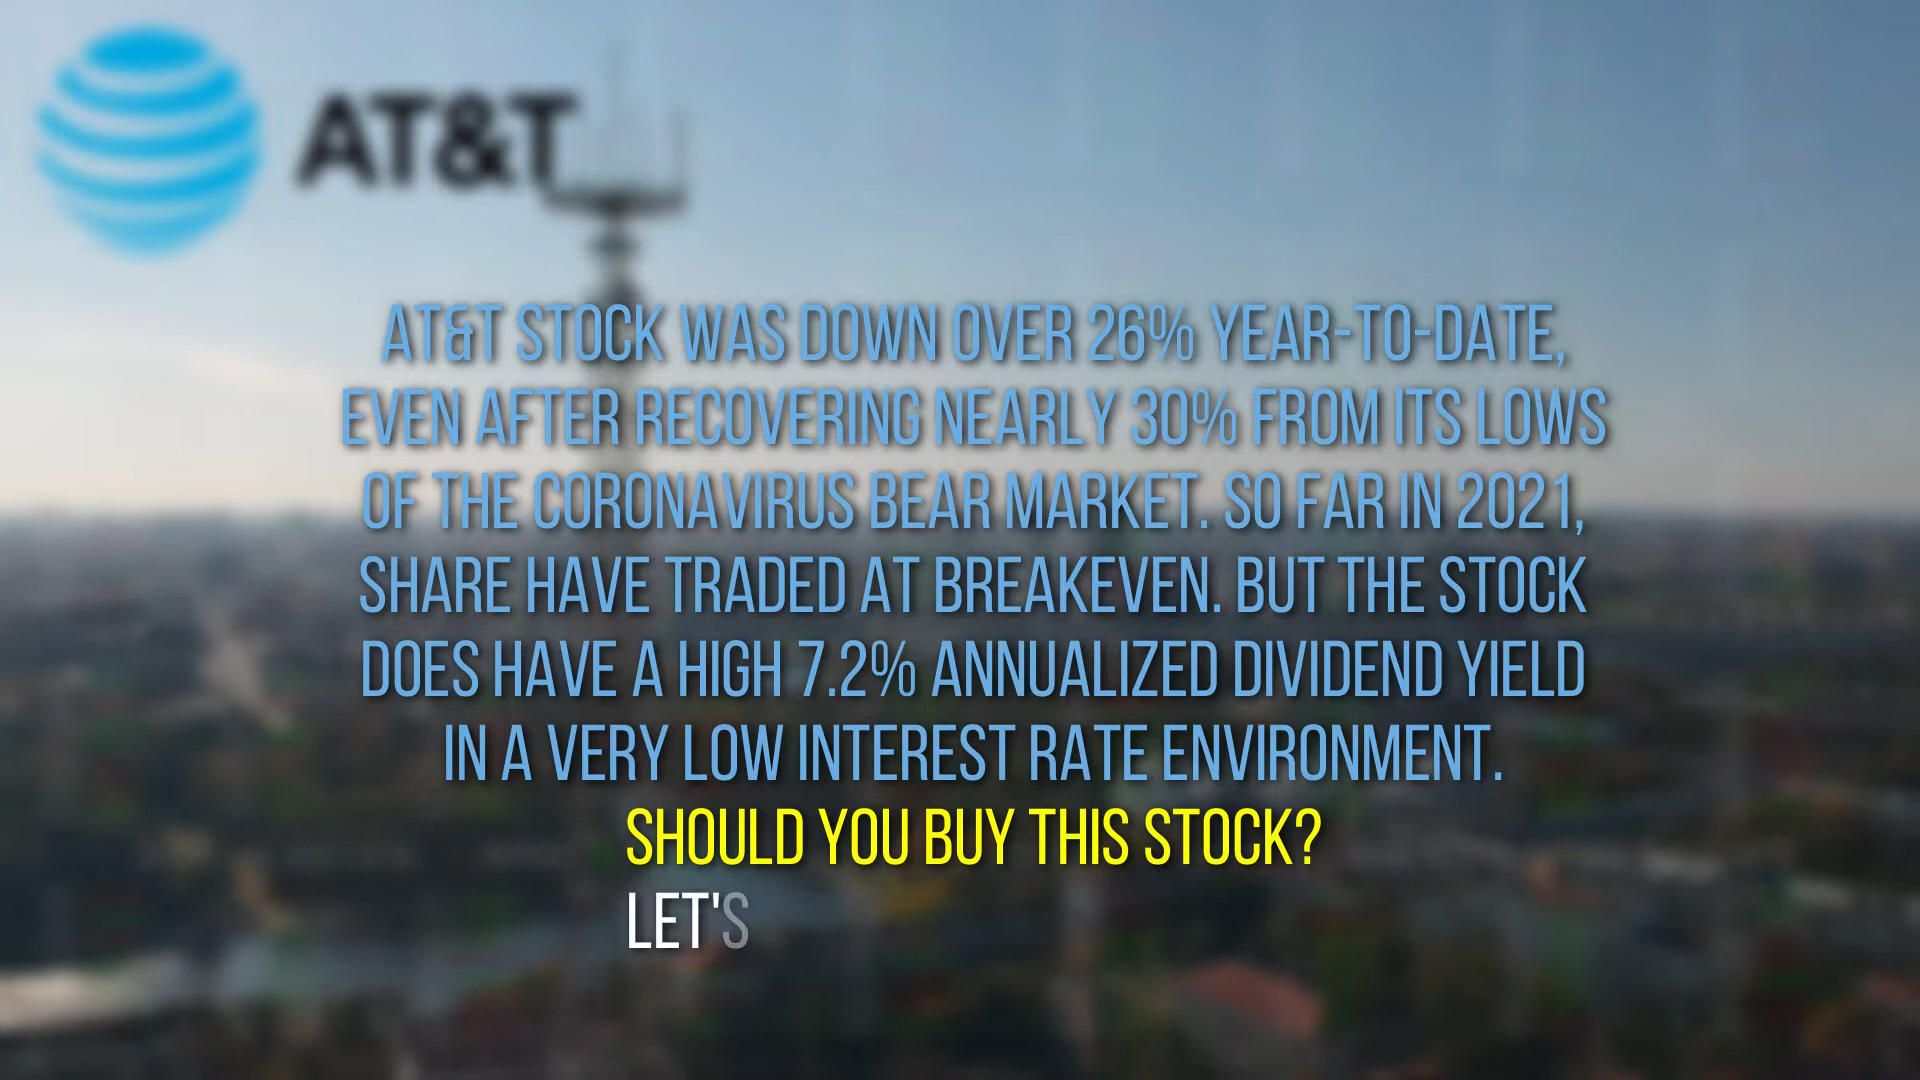 AT&T
AT&T STOCK WAS DOWN OVER 26% YEAR-TO-DATE,
EVEN AFTER RECOVERING NEARLY 30% FROM ITS LOWS
OF THE CORONAVIRUS BEAR MARKET. SO FAR IN 2021,
SHARE HAVE TRADED AT BREAKEVEN. BUT THE STOCK
DOES HAVE A HIGH 7.2% ANNUALIZED DIVIDEND YIELD
IN A VERY LOW INTEREST RATE ENVIRONMENT.
SHOULD YOU BUY THIS STOCK?
LET'S